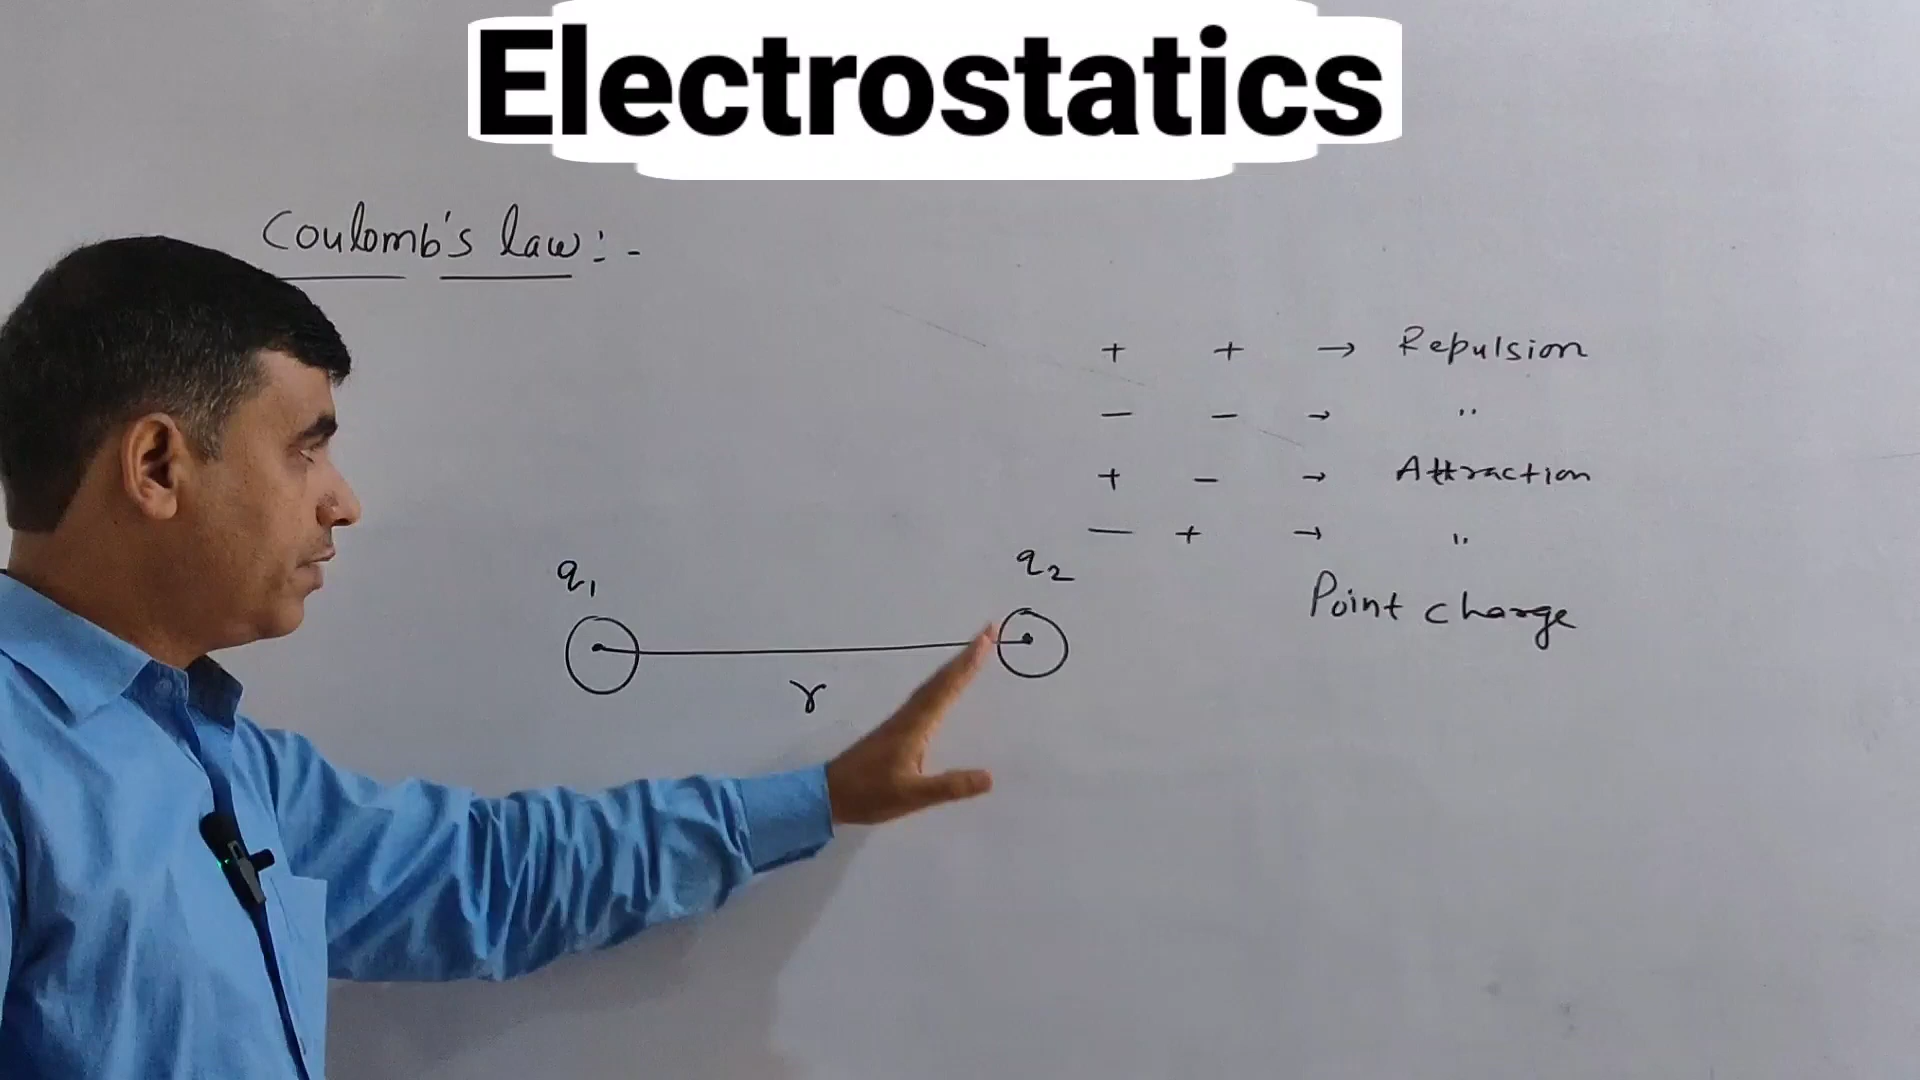 Electrostatics
Coulomb's law:-
+ + → Repulsion
− − → "
+ − → Attraction
− + → "
q₁ q₂
Point charge
r